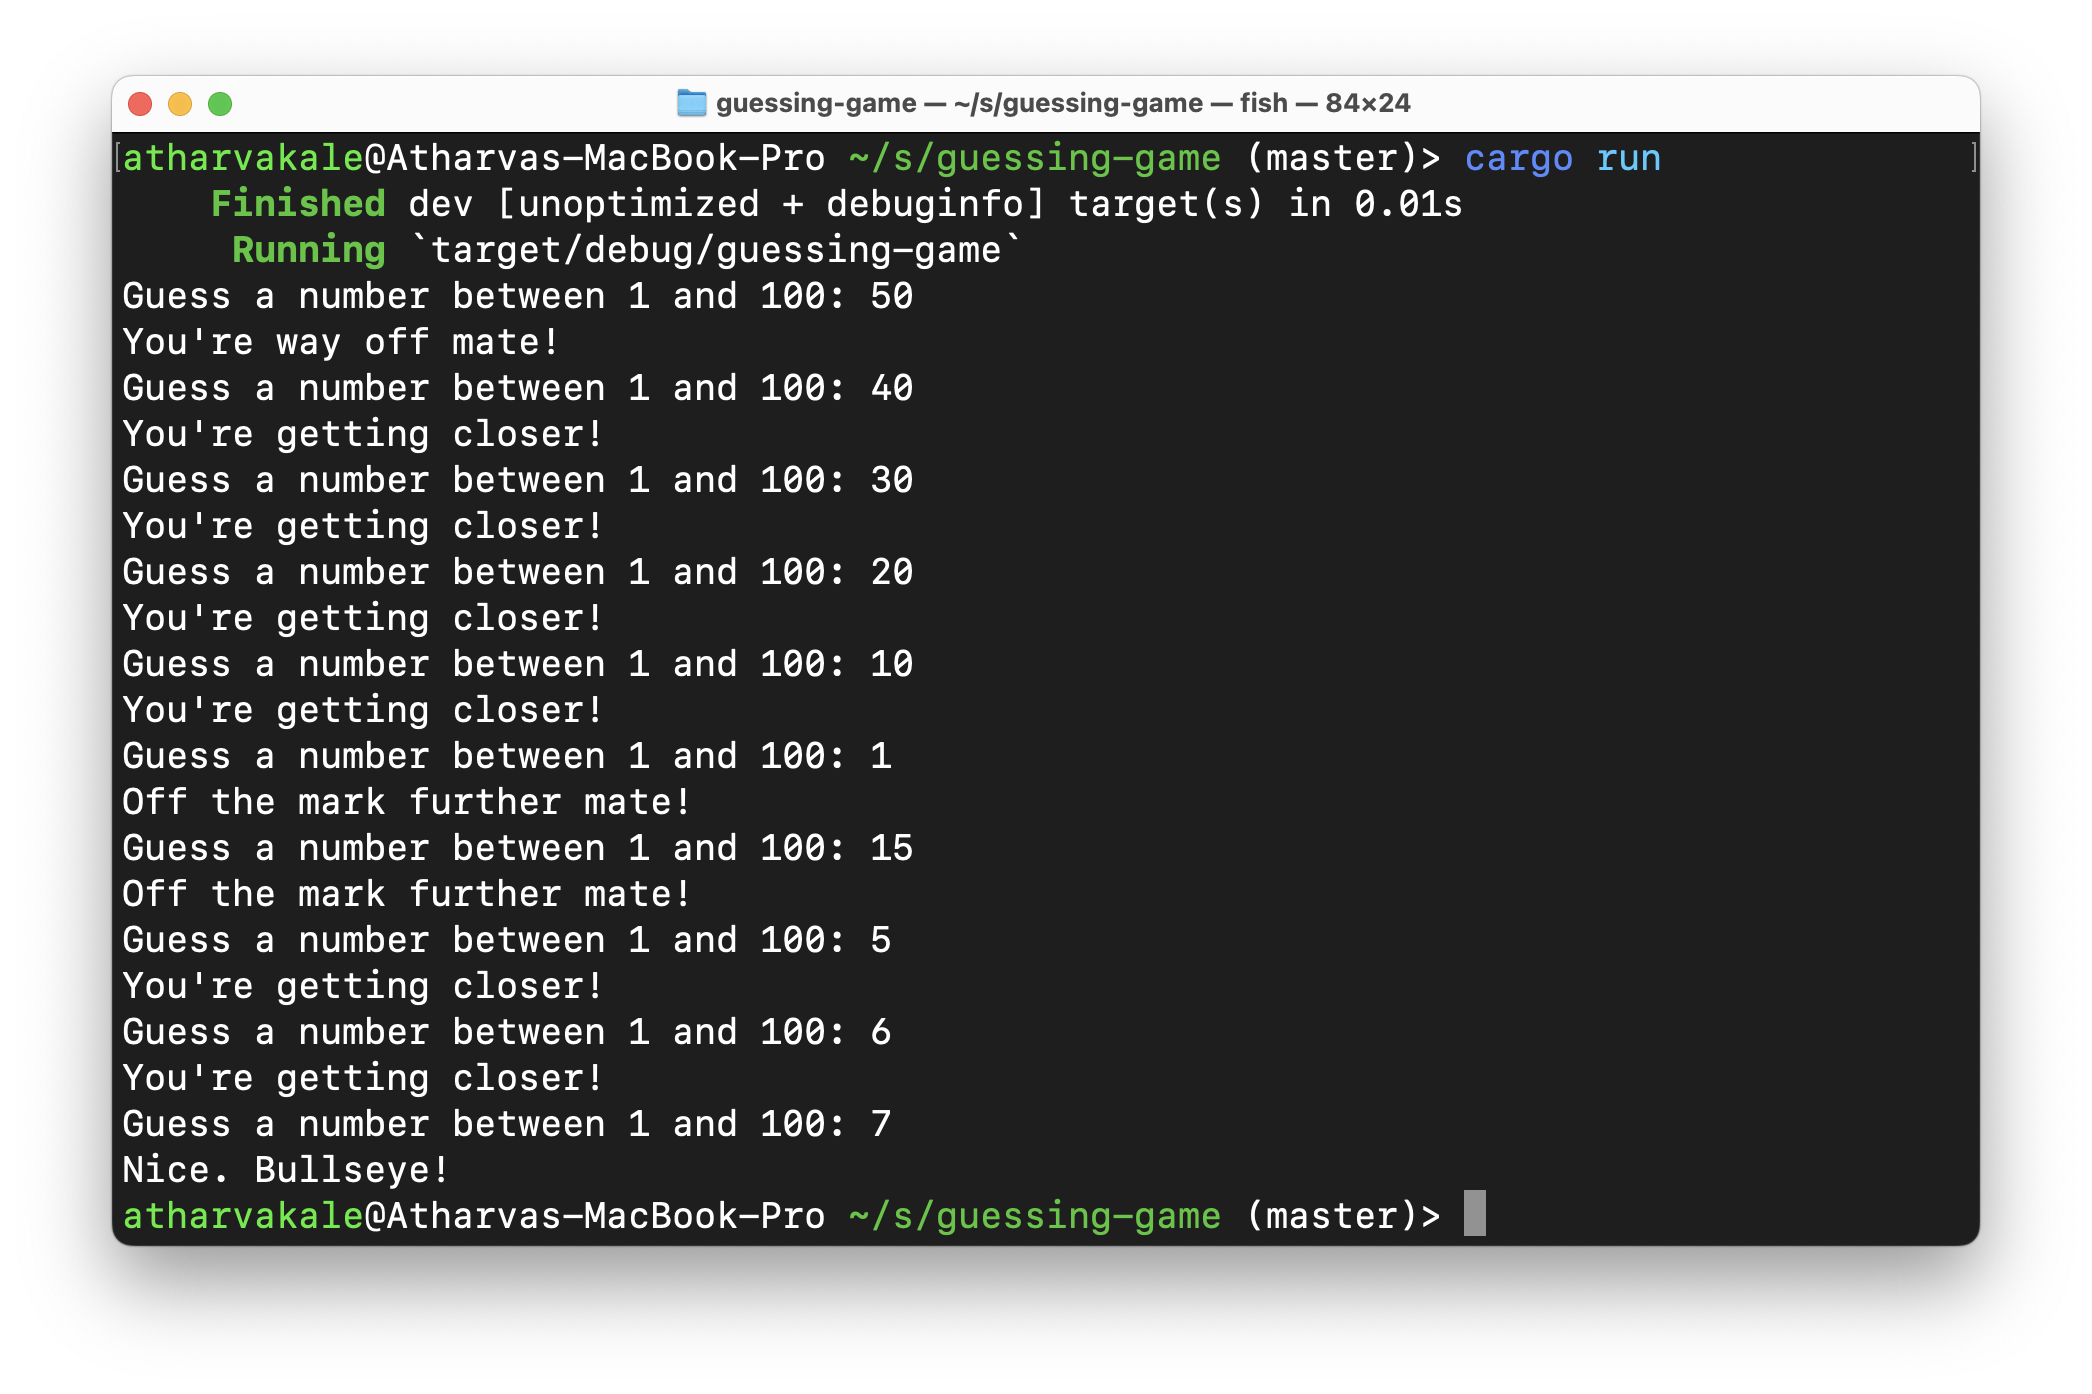 guessing-game — ~/s/guessing-game — fish — 84×24
[atharvakale@Atharvas-MacBook-Pro ~/s/guessing-game (master)> cargo run ]
    Finished dev [unoptimized + debuginfo] target(s) in 0.01s
     Running `target/debug/guessing-game`
Guess a number between 1 and 100: 50
You're way off mate!
Guess a number between 1 and 100: 40
You're getting closer!
Guess a number between 1 and 100: 30
You're getting closer!
Guess a number between 1 and 100: 20
You're getting closer!
Guess a number between 1 and 100: 10
You're getting closer!
Guess a number between 1 and 100: 1
Off the mark further mate!
Guess a number between 1 and 100: 15
Off the mark further mate!
Guess a number between 1 and 100: 5
You're getting closer!
Guess a number between 1 and 100: 6
You're getting closer!
Guess a number between 1 and 100: 7
Nice. Bullseye!
atharvakale@Atharvas-MacBook-Pro ~/s/guessing-game (master)>